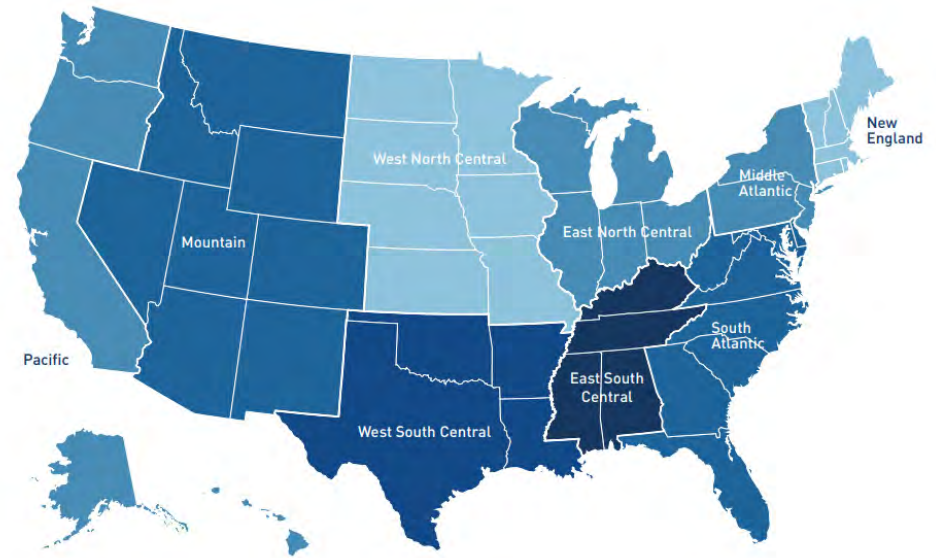 New
England
West North Central
Middle
Atlantic
East North Central
Mountain
South
Atlantic
Pacific
East South
Central
West South Central